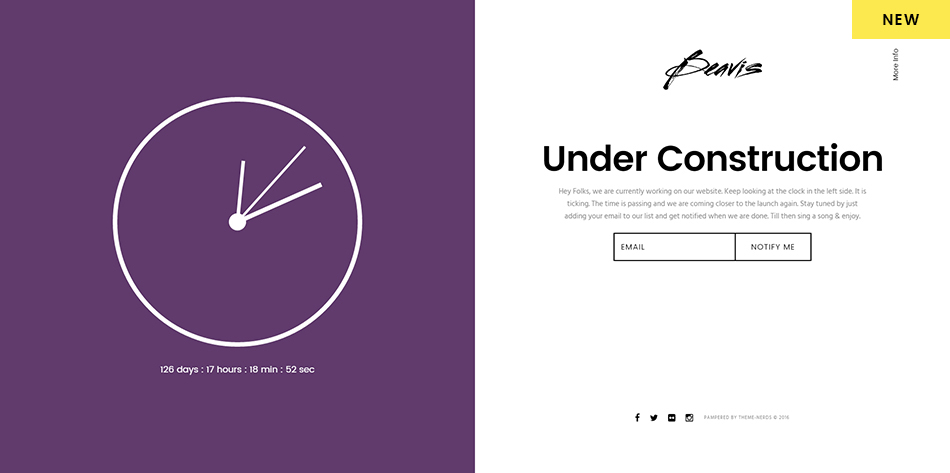 NEW
More Info
Beavis
Under Construction
Hey Folks, we are currently working on our website. Keep looking at the clock in the left side. It is
ticking. The time is passing and we are coming closer to the launch again. Stay tuned by just
adding your email to our list and get notified when we are done. Till then sing a song & enjoy.
EMAIL
NOTIFY ME
126 days : 17 hours : 18 min : 52 sec
PAMPERED BY THEME-NERDS © 2016